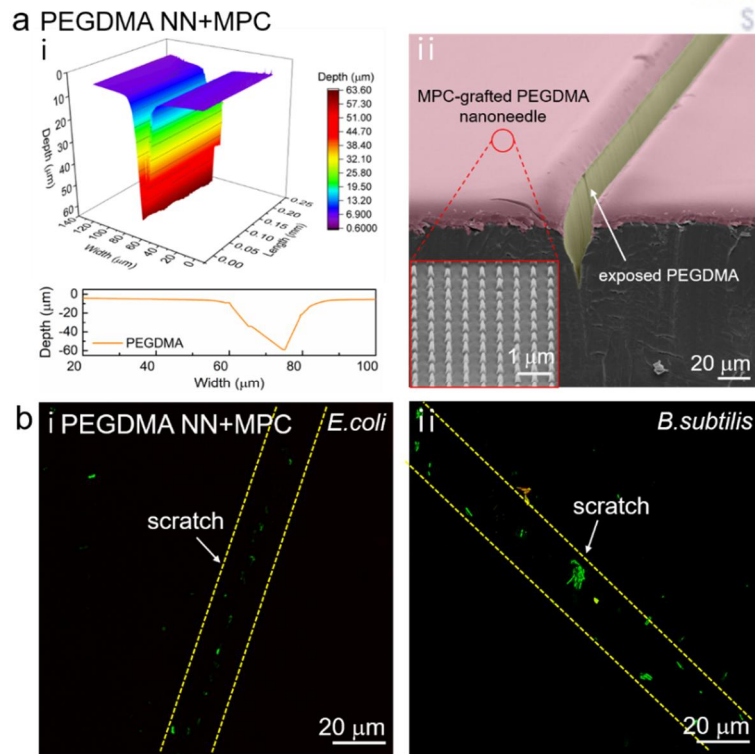 a PEGDMA NN+MPC
i
0
10
20
30
40
50
60
Depth (μm)
140
120
100
80
60
40
20
0
Width (μm)
0.00
0.05
0.10
0.15
0.20
0.25
Length (mm)
Depth (μm)
63.60
57.30
51.00
44.70
38.40
32.10
25.80
19.50
13.20
6.900
0.6000
0
-20
-40
-60
Depth (μm)
PEGDMA
20 40 60 80 100
Width (μm)
ii
MPC-grafted PEGDMA
nanoneedle
exposed PEGDMA
1 μm
20 μm
b i PEGDMA NN+MPC E.coli
scratch
20 μm
ii B.subtilis
scratch
20 μm